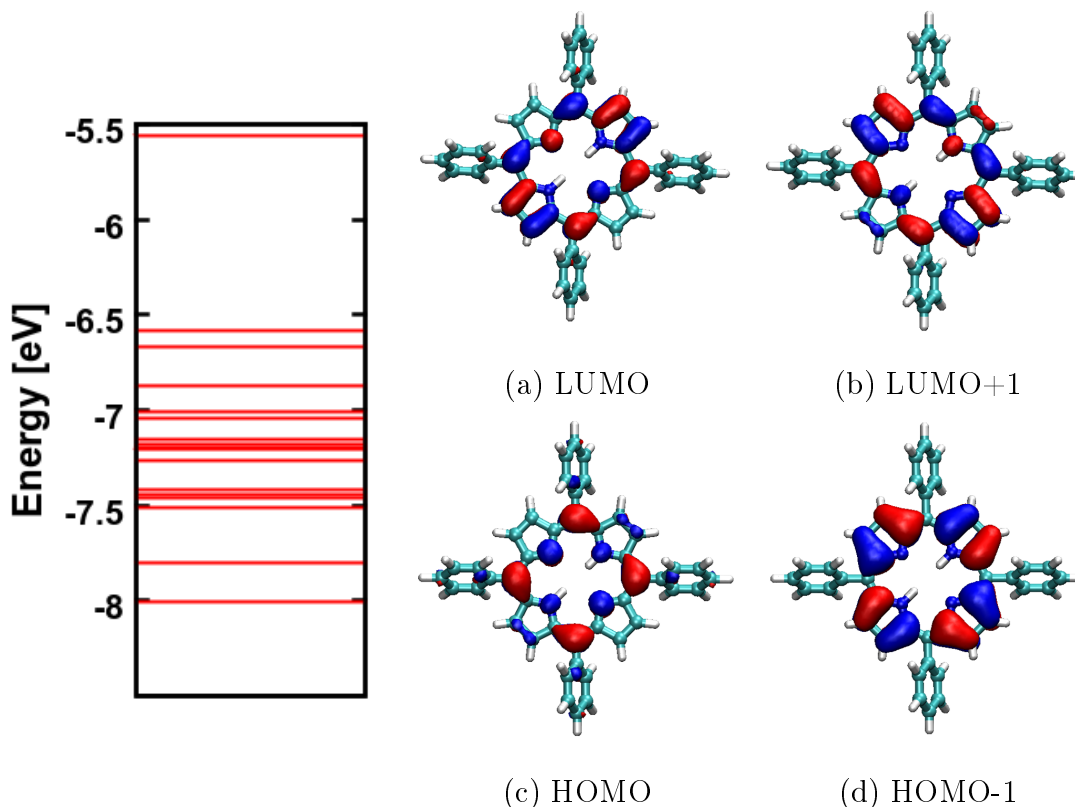 Energy [eV]
-5.5
-6
-6.5
-7
-7.5
-8
(a) LUMO
(b) LUMO+1
(c) HOMO
(d) HOMO-1